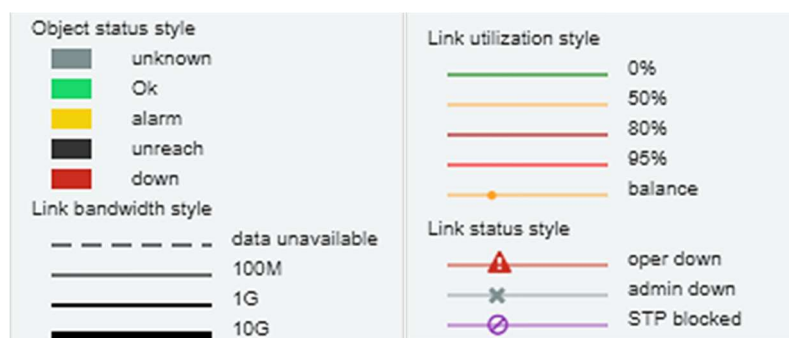 Object status style
unknown
Ok
alarm
unreach
down
Link bandwidth style
data unavailable
100M
1G
10G
Link utilization style
0%
50%
80%
95%
balance
Link status style
oper down
admin down
STP blocked